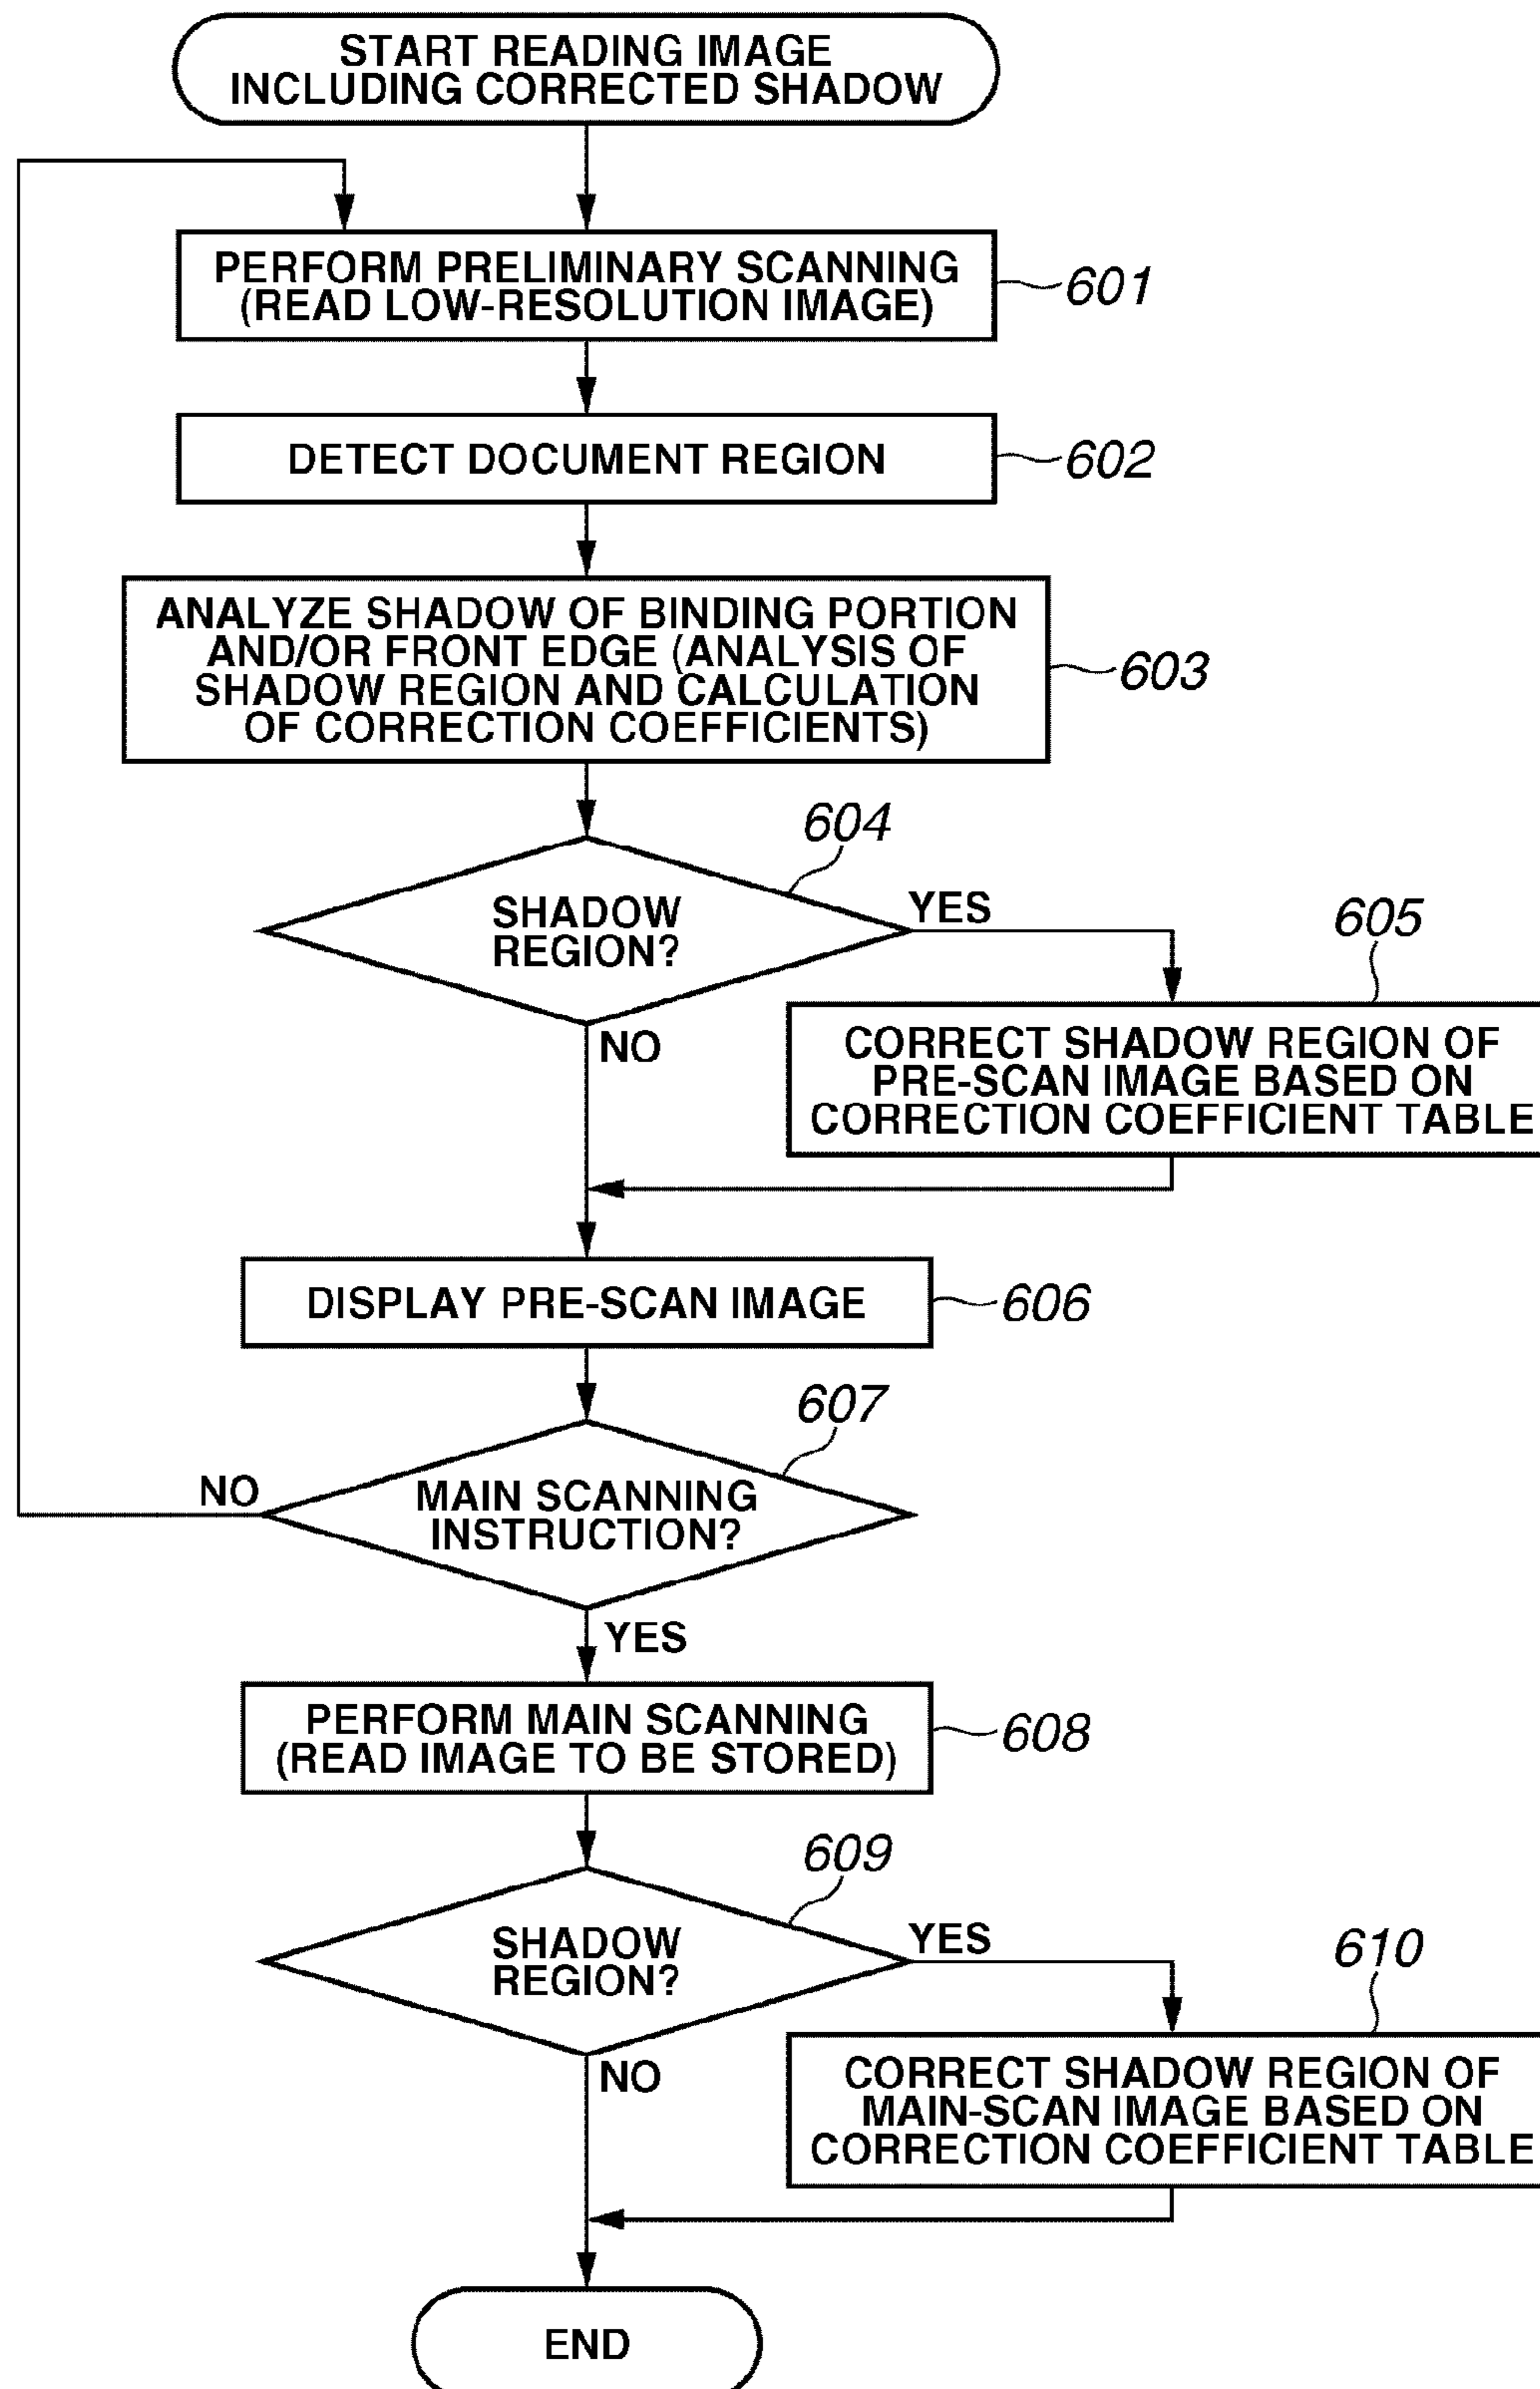 START READING IMAGE
INCLUDING CORRECTED SHADOW
PERFORM PRELIMINARY SCANNING
(READ LOW-RESOLUTION IMAGE)
601
DETECT DOCUMENT REGION
602
ANALYZE SHADOW OF BINDING PORTION
AND/OR FRONT EDGE (ANALYSIS OF
SHADOW REGION AND CALCULATION
OF CORRECTION COEFFICIENTS)
603
604
SHADOW
REGION?
YES
NO
605
CORRECT SHADOW REGION OF
PRE-SCAN IMAGE BASED ON
CORRECTION COEFFICIENT TABLE
DISPLAY PRE-SCAN IMAGE
606
607
MAIN SCANNING
INSTRUCTION?
NO
YES
PERFORM MAIN SCANNING
(READ IMAGE TO BE STORED)
608
609
SHADOW
REGION?
YES
NO
610
CORRECT SHADOW REGION OF
MAIN-SCAN IMAGE BASED ON
CORRECTION COEFFICIENT TABLE
END